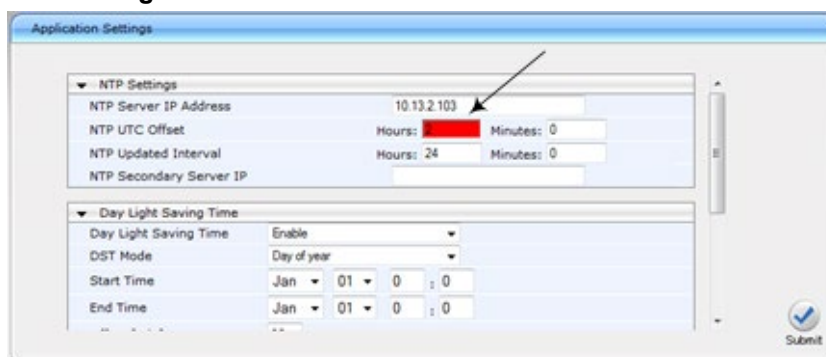 Application Settings
NTP Settings
NTP Server IP Address 10.13.2.103
NTP UTC Offset Hours: 2 Minutes: 0
NTP Updated Interval Hours: 24 Minutes: 0
NTP Secondary Server IP
Day Light Saving Time
Day Light Saving Time Enable
DST Mode Day of year
Start Time Jan 01 0 : 0
End Time Jan 01 0 : 0
Submit